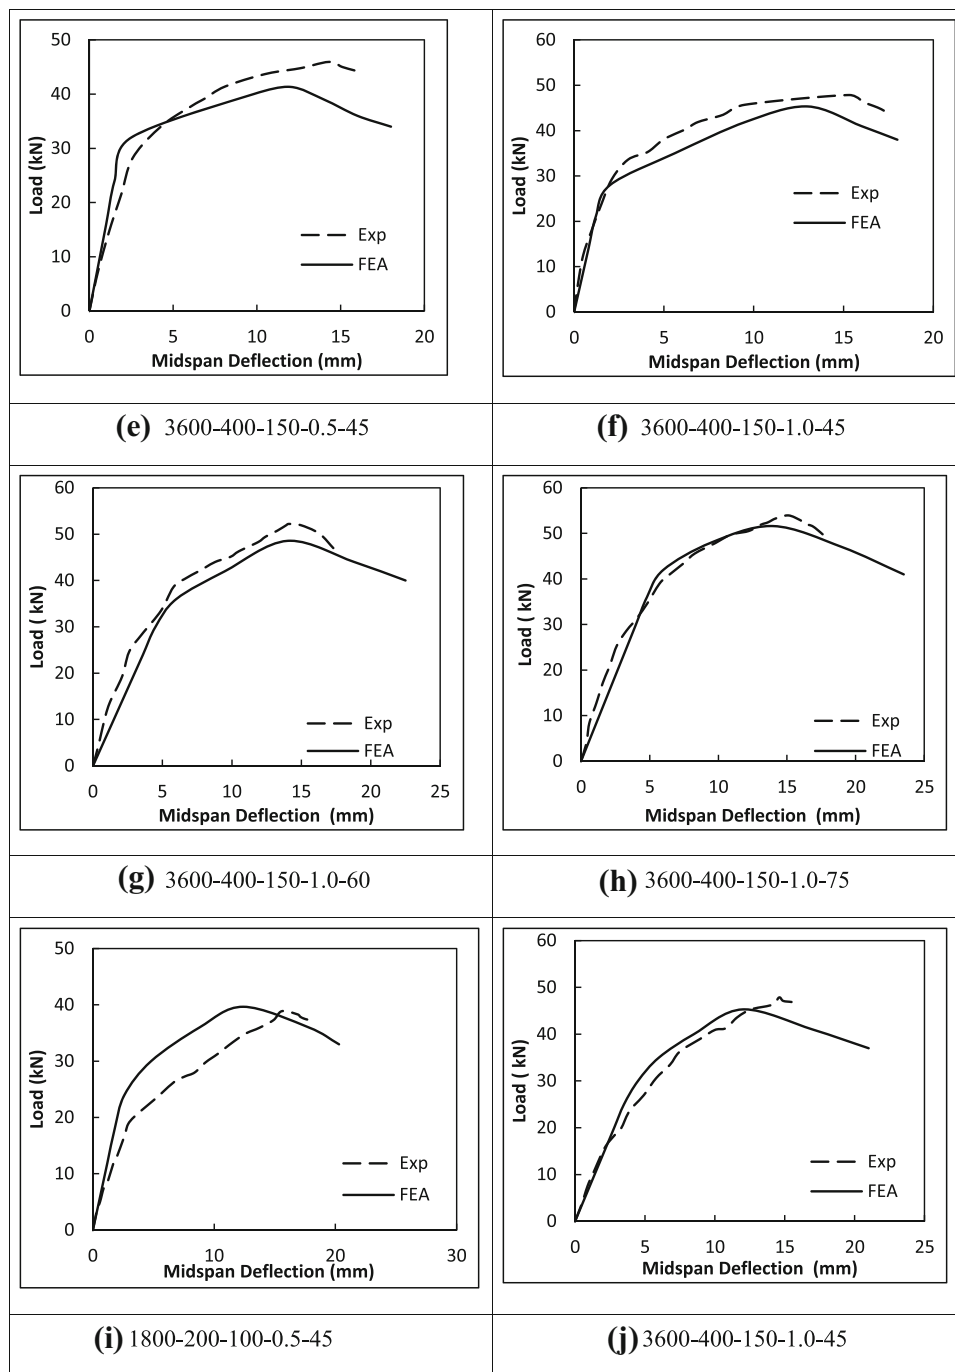 50
40
30
20
10
0
Load (kN)
Exp
FEA
0 5 10 15 20
Midspan Deflection (mm)
(e) 3600-400-150-0.5-45
60
50
40
30
20
10
0
Load (kN)
Exp
FEA
0 5 10 15 20
Midspan Deflection (mm)
(f) 3600-400-150-1.0-45
60
50
40
30
20
10
0
Load ( kN)
Exp
FEA
0 5 10 15 20 25
Midspan Deflection (mm)
(g) 3600-400-150-1.0-60
60
50
40
30
20
10
0
Load ( kN)
Exp
FEA
0 5 10 15 20 25
Midspan Deflection (mm)
(h) 3600-400-150-1.0-75
50
40
30
20
10
0
Load (kN)
Exp
FEA
0 10 20 30
Midspan Deflection (mm)
(i) 1800-200-100-0.5-45
60
50
40
30
20
10
0
Load ( kN)
Exp
FEA
0 5 10 15 20 25
Midspan Deflection (mm)
(j) 3600-400-150-1.0-45